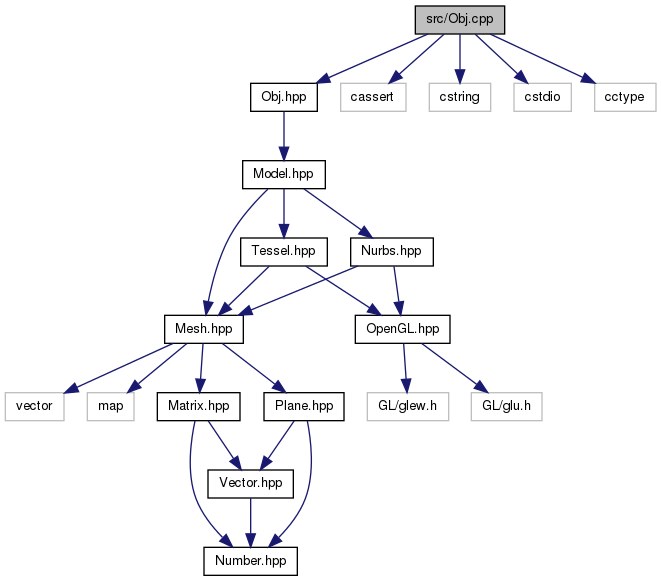 src/Obj.cpp
Obj.hpp
cassert
cstring
cstdio
cctype
Model.hpp
Tessel.hpp
Nurbs.hpp
Mesh.hpp
OpenGL.hpp
vector
map
Matrix.hpp
Plane.hpp
GL/glew.h
GL/glu.h
Vector.hpp
Number.hpp